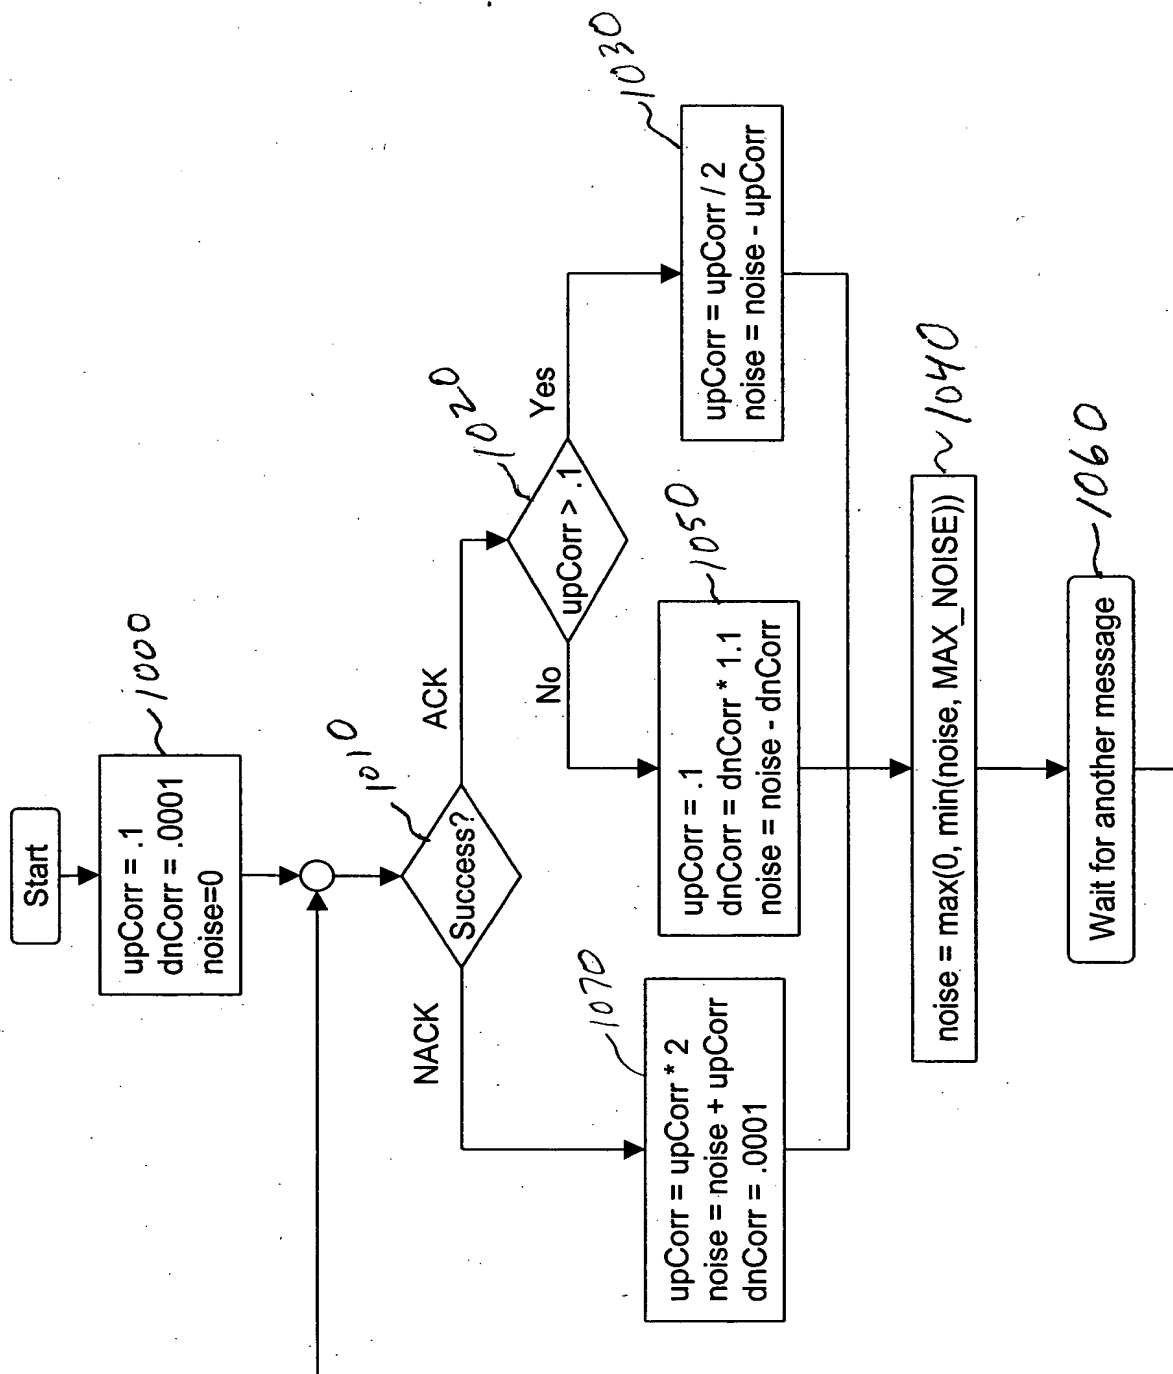 Start
1000
upCorr = .1
dnCorr = .0001
noise=0
1010
Success?
NACK
ACK
1020
upCorr > .1
No
Yes
1070
upCorr = upCorr * 2
noise = noise + upCorr
dnCorr = .0001
1050
upCorr = .1
dnCorr = dnCorr * 1.1
noise = noise - dnCorr
1030
upCorr = upCorr / 2
noise = noise - upCorr
1040
noise = max(0, min(noise, MAX_NOISE))
1060
Wait for another message